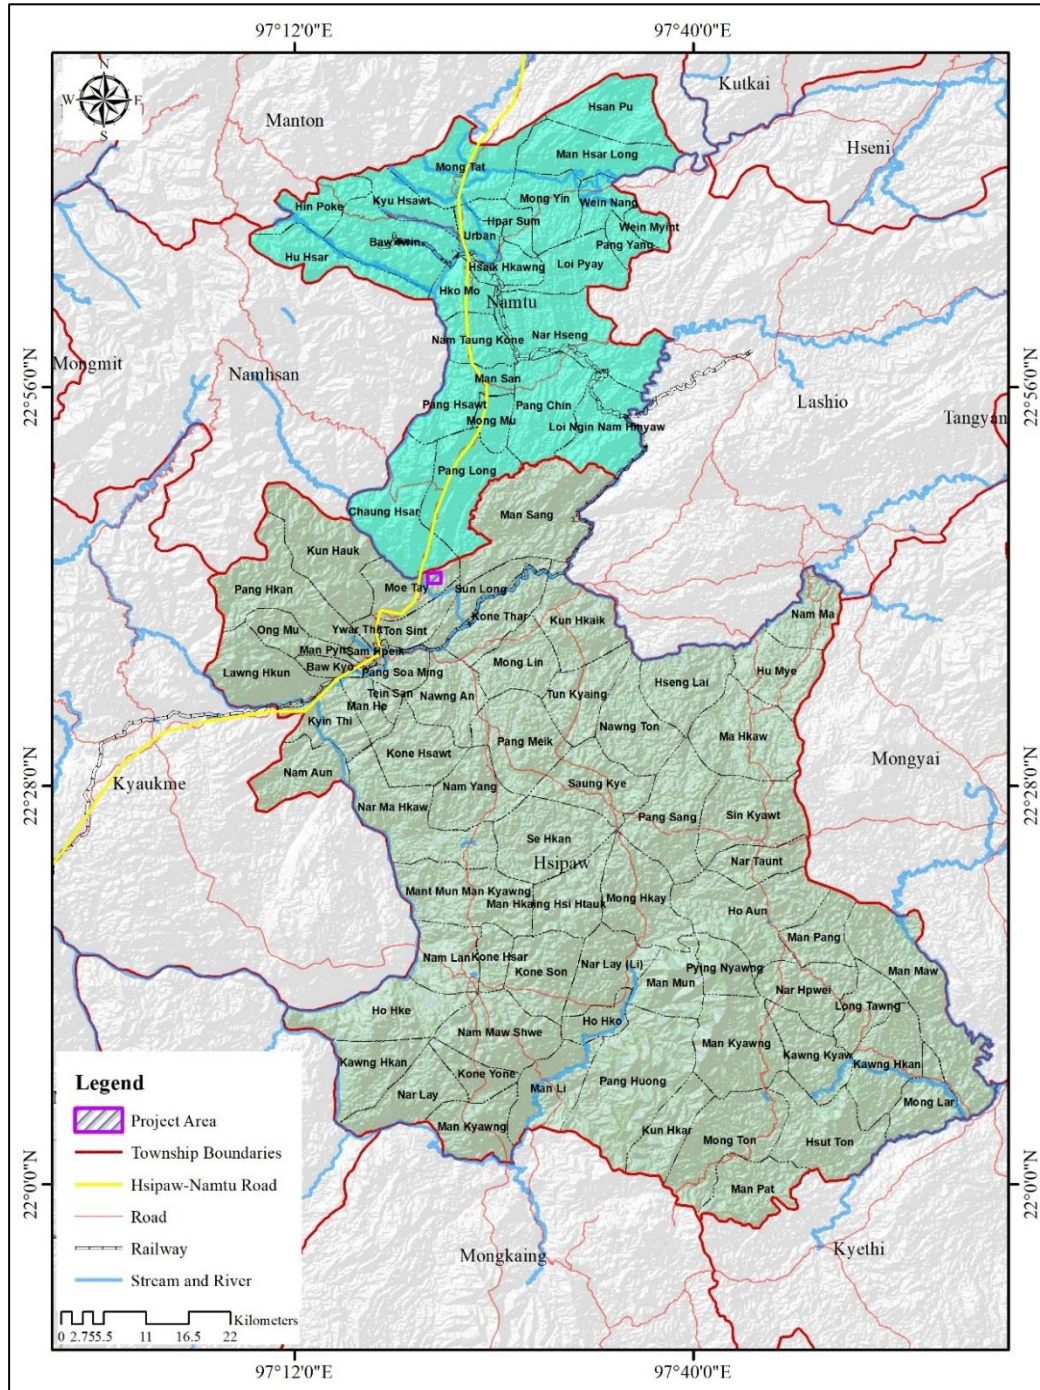 97°12'0"E
97°40'0"E
N
W
E
S
Kutkai
Manton
Hsan Pu
Hseni
Man Hsar Long
Mong Tat
Hin Poke
Kyu Hsawt
Mong Yin
Wein Nang
Hpar Sum
Wein Myint
Urban
Baw Twin
Pang Yang
Hu Hsar
Hsaik Hkawng
Loi Pyay
Hko Mo
Namtu
Nam Taung Kone
Nar Hseng
Mongmit
Namhsan
Man San
22°56'0"N
22°56'0"N
Lashio
Pang Hsawt
Pang Chin
Mong Mu
Loi Ngin Nam Hmyaw
Tangyan
Pang Long
Chaung Hsar
Man Sang
Kun Hauk
Pang Hkan
Moe Tay
Sun Long
Kone Thar
Kun Hkaik
Nam Ma
Ong Mu
Ywar Thit
Ton Sint
Man Pyit
Sam Hpeik
Baw Kyo
Pang Soa Ming
Mong Lin
Lawng Hkun
Hseng Lai
Hu Mye
Tein San
Nawng An
Tun Kyaing
Man He
Kyin Thi
Nawng Ton
Ma Hkaw
Kone Hsawt
Pang Meik
Mongyai
Kyaukme
Nam Aun
Nam Yang
Saung Kye
22°28'0"N
22°28'0"N
Nar Ma Hkaw
Pang Sang
Sin Kyawt
Se Hkan
Hsipaw
Nar Taunt
Mant Mun
Man Kyawng
Man Hkaing
Hsi Htauk
Mong Hkay
Ho Aun
Man Pang
Nam Lan
Kone Hsar
Kone Son
Nar Lay (Li)
Man Mun
Pying Nyawng
Man Maw
Nar Hpwei
Long Tawng
Ho Hke
Ho Hko
Nam Maw Shwe
Man Kyawng
Kawng Kyaw
Kawng Hkan
Kawng Hkan
Kone Yone
Nar Lay
Man Li
Pang Huong
Mong Lar
Man Kyawng
Kun Hkar
Mong Ton
Hsut Ton
Man Pat
22°0'0"N
22°0'0"N
Mongkaing
Kyethi
Legend
Project Area
Township Boundaries
Hsipaw-Namtu Road
Road
Railway
Stream and River
Kilometers
0 2.755.5 11 16.5 22
97°12'0"E
97°40'0"E